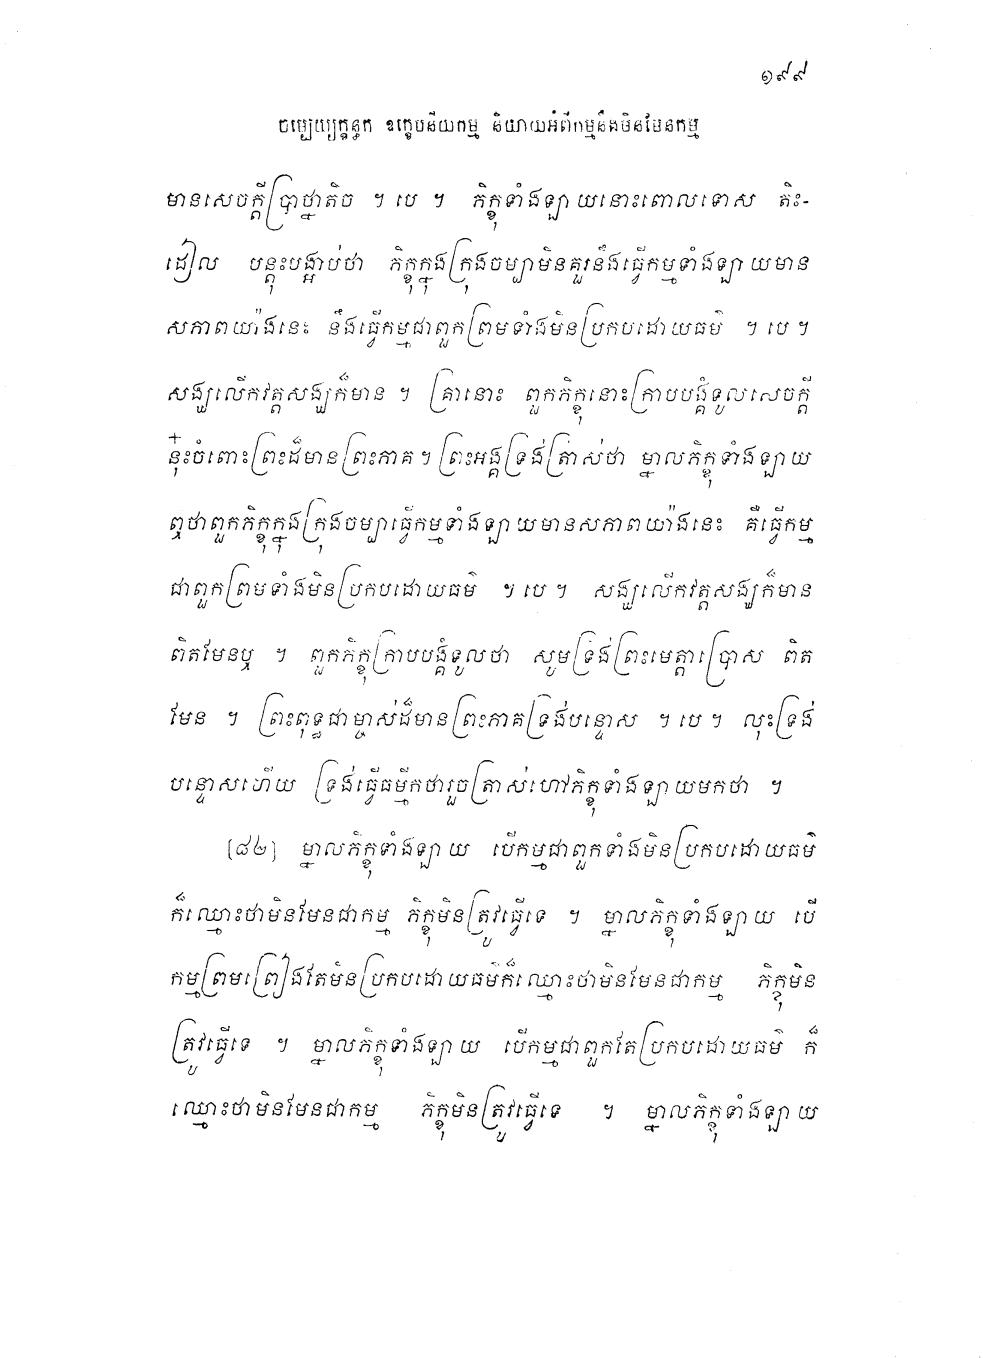 ១៩៩
ចម្បេយ្យក្ខន្ធក ឧក្ខេបនីយកម្ម និយាយអំពីកម្មនឹងមិនមែនកម្ម
មានសេចក្តីប្រាថ្នាតិច ។ បេ ។ ភិក្ខុទាំងឡាយនោះពោលទោស តិះ-
ដៀល បន្តុះបង្អាប់ថា ភិក្ខុក្នុងក្រុងចម្បាមិនគួរនឹងធ្វើកម្មទាំងឡាយមាន
សភាពយ៉ាងនេះ នឹងធ្វើកម្មជាពួកព្រមទាំងមិនប្រកបដោយធម៌ ។ បេ ។
សង្ឃលើកវត្តសង្ឃក៏មាន ។ គ្រានោះ ពួកភិក្ខុនោះក្រាបបង្គំទូលសេចក្តី
នុ៎ះចំពោះព្រះដ៏មានព្រះភាគ ។ ព្រះអង្គទ្រង់ត្រាស់ថា ម្នាលភិក្ខុទាំងឡាយ
ឮថាពួកភិក្ខុក្នុងក្រុងចម្បាធ្វើកម្មទាំងឡាយមានសភាពយ៉ាងនេះ គឺធ្វើកម្ម
ជាពួកព្រមទាំងមិនប្រកបដោយធម៌ ។ បេ ។ សង្ឃលើកវត្តសង្ឃក៏មាន
ពិតមែនឬ ។ ពួកភិក្ខុក្រាបបង្គំទូលថា សូមទ្រង់ព្រះមេត្តាប្រោស ពិត
មែន ។ ព្រះពុទ្ធជាម្ចាស់ដ៏មានព្រះភាគទ្រង់បន្ទោស ។ បេ ។ លុះទ្រង់
បន្ទោសហើយ ទ្រង់ធ្វើធម្មីកថារួចត្រាស់ហៅភិក្ខុទាំងឡាយមកថា ។
[៨៤] ម្នាលភិក្ខុទាំងឡាយ បើកម្មជាពួកទាំងមិនប្រកបដោយធម៌
ក៏ឈ្មោះថាមិនមែនជាកម្ម ភិក្ខុមិនត្រូវធ្វើទេ ។ ម្នាលភិក្ខុទាំងឡាយ បើ
កម្មព្រមព្រៀងតែមិនប្រកបដោយធម៌ក៏ឈ្មោះថាមិនមែនជាកម្ម ភិក្ខុមិន
ត្រូវធ្វើទេ ។ ម្នាលភិក្ខុទាំងឡាយ បើកម្មជាពួកតែប្រកបដោយធម៌ ក៏
ឈ្មោះថាមិនមែនជាកម្ម ភិក្ខុមិនត្រូវធ្វើទេ ។ ម្នាលភិក្ខុទាំងឡាយ